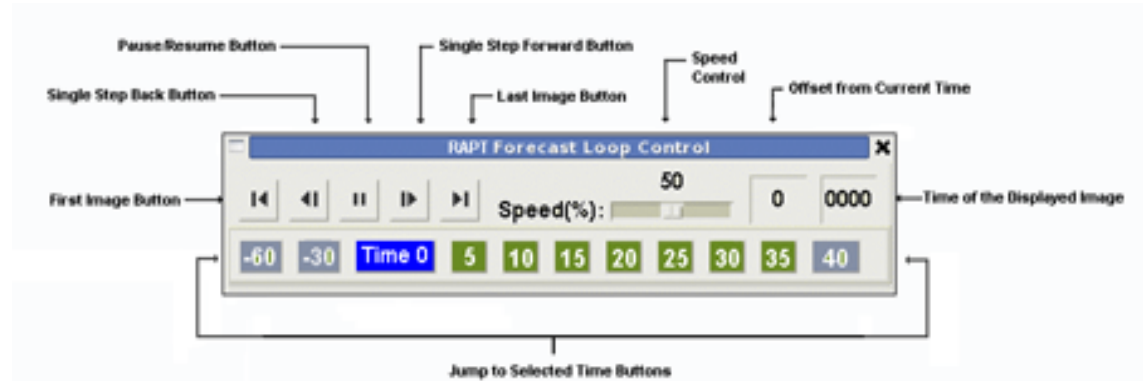 Pause/Resume Button
Single Step Forward Button
Speed
Control
Single Step Back Button
Last Image Button
Offset from Current Time
RAPT Forecast Loop Control
First Image Button
50
Speed(%):
0
0000
Time of the Displayed Image
-60 -30 Time 0 5 10 15 20 25 30 35 40
Jump to Selected Time Buttons